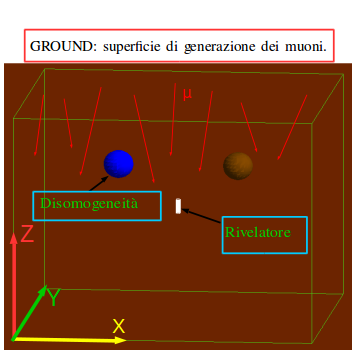 GROUND: superficie di generazione dei muoni.
μ
Disomogeneità
Rivelatore
Z
Y
X